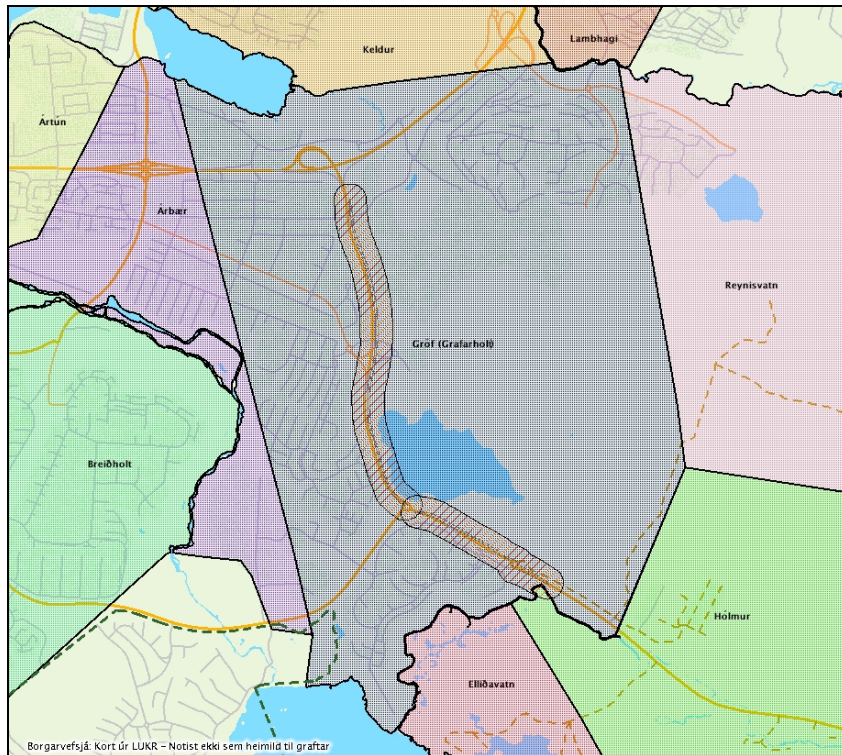 Keldur
Lambhagi
Ártún
Árbær
Reynisvatn
Gröf (Grafarholt)
Breiðholt
Hólmur
Elliðavatn
Borgarvefsjá: Kort úr LUKR - Notist ekki sem heimild til graftar